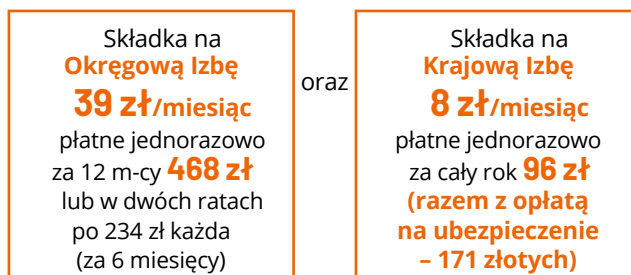 Składka na
Okręgową Izbę
39 zł/miesiąc
płatne jednorazowo
za 12 m-cy 468 zł
lub w dwóch ratach
po 234 zł każda
(za 6 miesięcy)
oraz
Składka na
Krajową Izbę
8 zł/miesiąc
płatne jednorazowo
za cały rok 96 zł
(razem z opłatą
na ubezpieczenie
– 171 złotych)